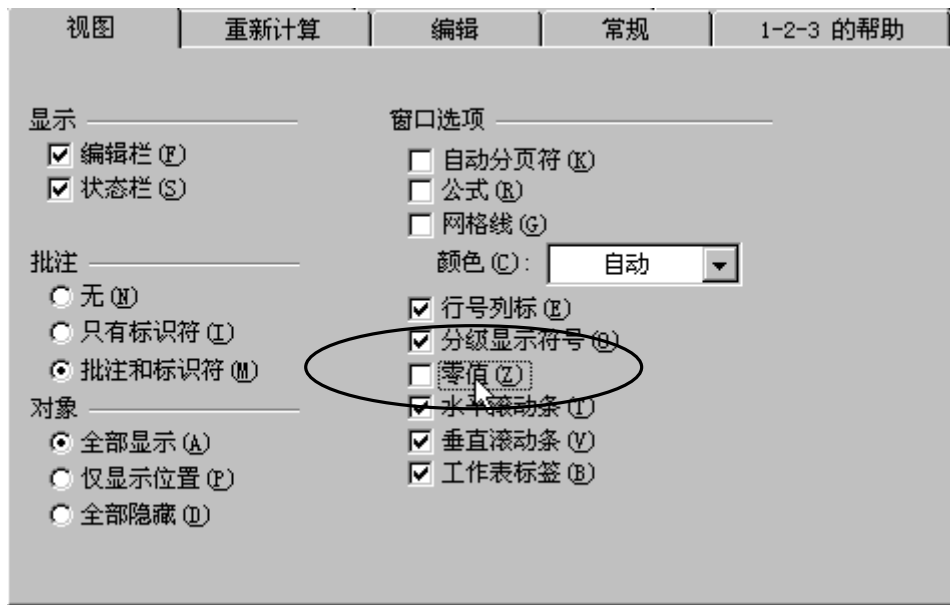 视图 重新计算 编辑 常规 1-2-3 的帮助
显示
编辑栏(F)
状态栏(S)
批注
无(N)
只有标识符(I)
批注和标识符(M)
对象
全部显示(A)
仅显示位置(P)
全部隐藏(D)
窗口选项
自动分页符(K)
公式(R)
网格线(G)
颜色(C): 自动
行号列标(E)
分级显示符号(O)
零值(Z)
水平滚动条(T)
垂直滚动条(V)
工作表标签(B)